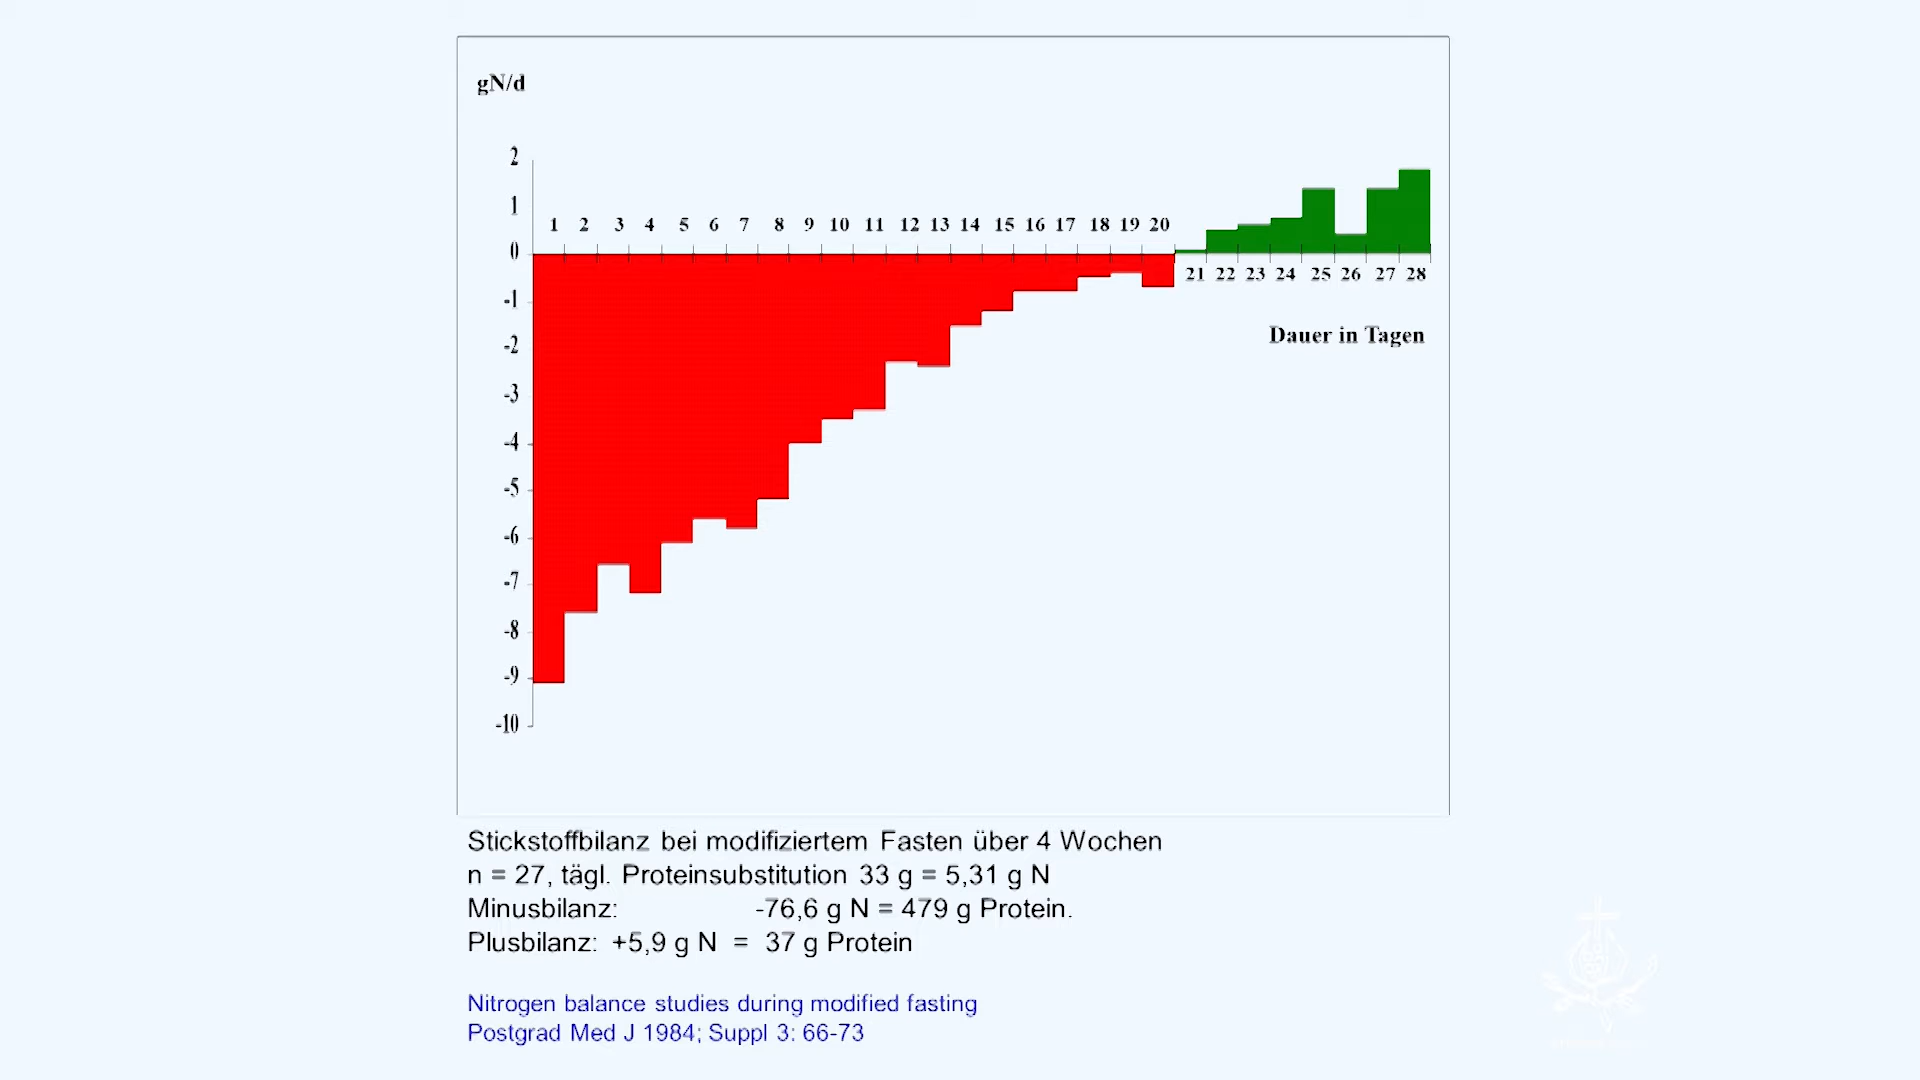 gN/d
2
1
1 2 3 4 5 6 7 8 9 10 11 12 13 14 15 16 17 18 19 20
0
21 22 23 24 25 26 27 28
-1
Dauer in Tagen
-2
-3
-4
-5
-6
-7
-8
-9
-10
Stickstoffbilanz bei modifiziertem Fasten über 4 Wochen
n = 27, tägl. Proteinsubstitution 33 g = 5,31 g N
Minusbilanz: -76,6 g N = 479 g Protein.
Plusbilanz: +5,9 g N = 37 g Protein
Nitrogen balance studies during modified fasting
Postgrad Med J 1984; Suppl 3: 66-73